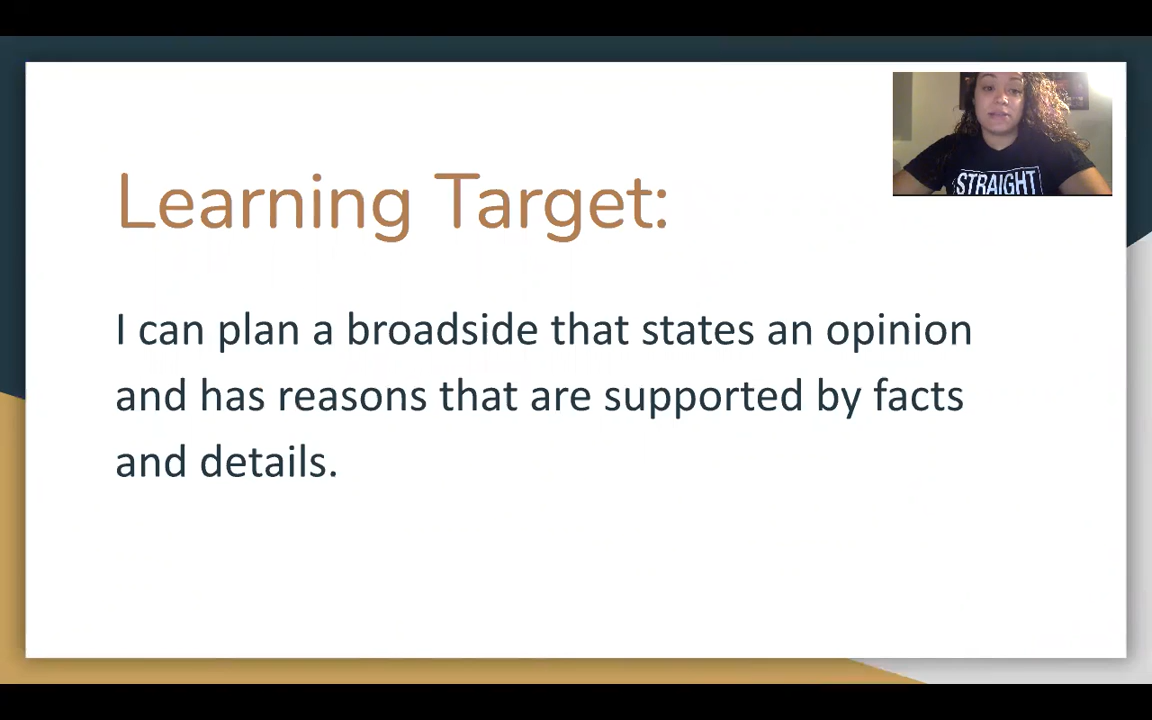 Learning Target:
STRAIGHT
I can plan a broadside that states an opinion
and has reasons that are supported by facts
and details.